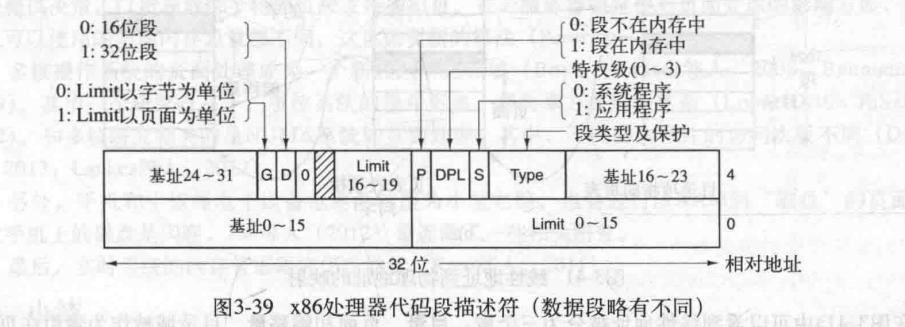 0: 16位段
1: 32位段
0: 段不在内存中
1: 段在内存中
特权级(0~3)
0: Limit以字节为单位
1: Limit以页面为单位
0: 系统程序
1: 应用程序
段类型及保护
基址24~31 G D 0 Limit 16~19 P DPL S Type 基址16~23 4
基址0~15 Limit 0~15 0
32 位 相对地址
图3-39 x86处理器代码段描述符（数据段略有不同）